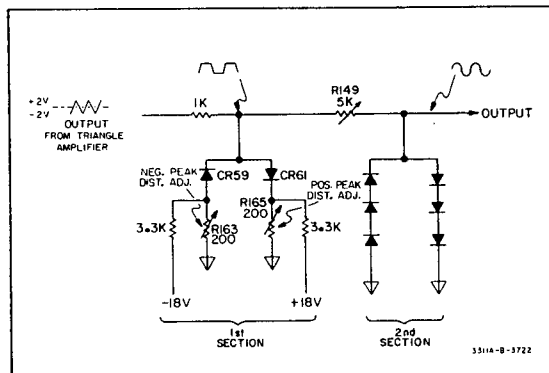 R149
5K
+2V
-2V
OUTPUT
FROM TRIANGLE
AMPLIFIER
1K
OUTPUT
NEG. PEAK
DIST. ADJ.
CR59
CR61
POS. PEAK
DIST. ADJ.
R165
200
3.3K
R163
200
3.3K
-18V
+18V
1st
SECTION
2nd
SECTION
3311A-B-3722